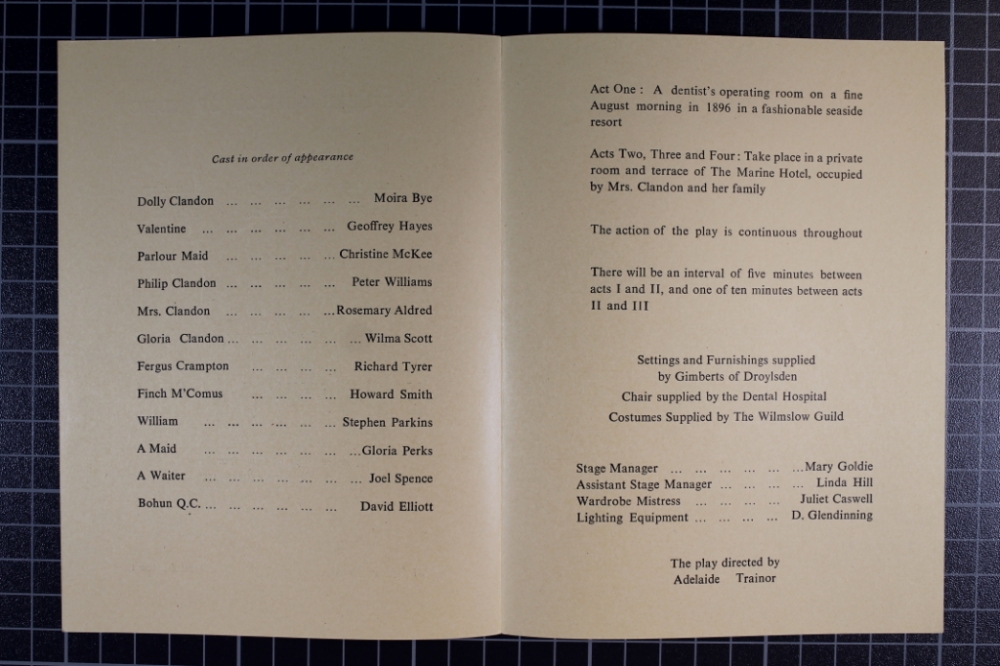 Cast in order of appearance
Dolly Clandon ... ... ... ... ... ... Moira Bye
Valentine ... ... ... ... ... ... Geoffrey Hayes
Parlour Maid ... ... ... ... ... Christine McKee
Philip Clandon ... ... ... ... ... Peter Williams
Mrs. Clandon ... ... ... ... ... Rosemary Aldred
Gloria Clandon ... ... ... ... ... ... Wilma Scott
Fergus Crampton ... ... ... ... Richard Tyrer
Finch M'Comus ... ... ... ... Howard Smith
William ... ... ... ... ... ... Stephen Parkins
A Maid ... ... ... ... ... ... ... Gloria Perks
A Waiter ... ... ... ... ... ... ... Joel Spence
Bohun Q.C. ... ... ... ... ... ... David Elliott
Act One : A dentist's operating room on a fine
August morning in 1896 in a fashionable seaside
resort
Acts Two, Three and Four : Take place in a private
room and terrace of The Marine Hotel, occupied
by Mrs. Clandon and her family
The action of the play is continuous throughout
There will be an interval of five minutes between
acts I and II, and one of ten minutes between acts
II and III
Settings and Furnishings supplied
by Gimberts of Droylsden
Chair supplied by the Dental Hospital
Costumes Supplied by The Wilmslow Guild
Stage Manager ... ... ... ... ... ... Mary Goldie
Assistant Stage Manager ... ... ... ... Linda Hill
Wardrobe Mistress ... ... ... ... Juliet Caswell
Lighting Equipment ... ... ... ... D. Glendinning
The play directed by
Adelaide Trainor